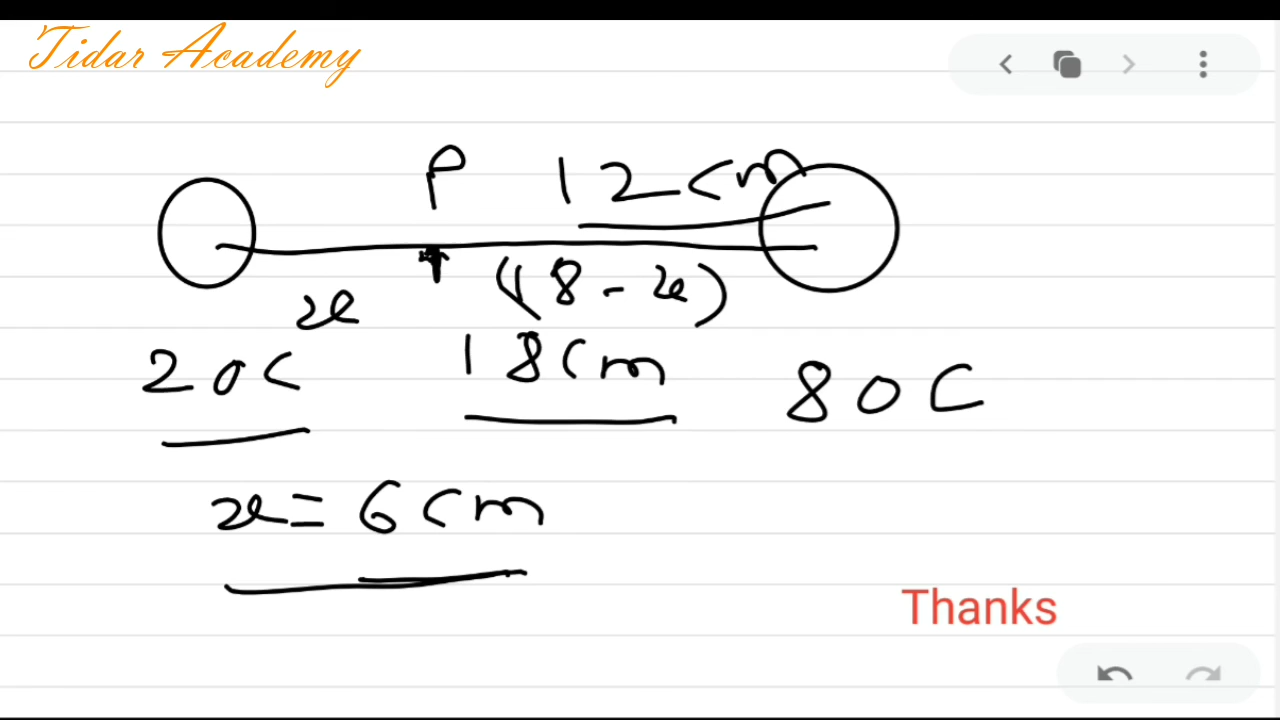 Tidar Academy
P 12cm
x (18-x)
20C 18cm 80C
x = 6cm
Thanks